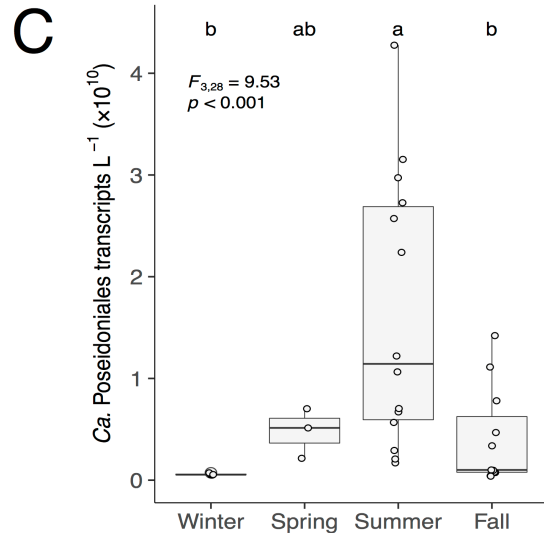 C
b ab a b
F3,28 = 9.53
p < 0.001
Ca. Poseidoniales transcripts L⁻¹ (×10¹⁰)
4
3
2
1
0
Winter Spring Summer Fall